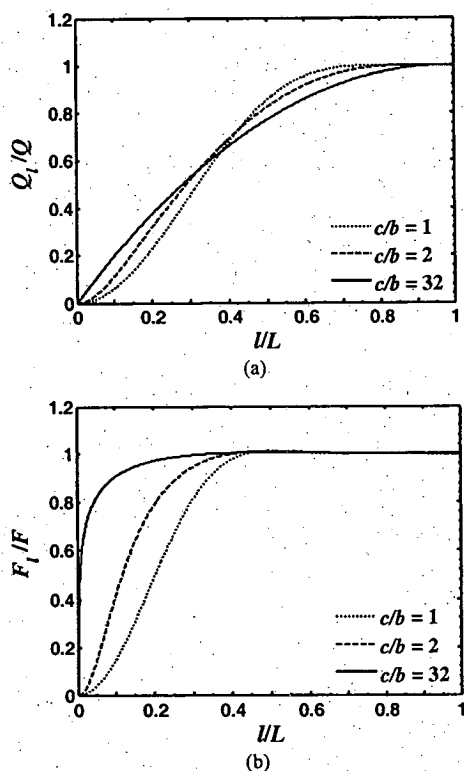 1.2
1
0.8
0.6
0.4
0.2
0
Q_l/Q
c/b = 1
c/b = 2
c/b = 32
0.2 0.4 0.6 0.8 1
l/L
(a)
1.2
1
0.8
0.6
0.4
0.2
0
F_l/F
c/b = 1
c/b = 2
c/b = 32
0 0.2 0.4 0.6 0.8 1
l/L
(b)